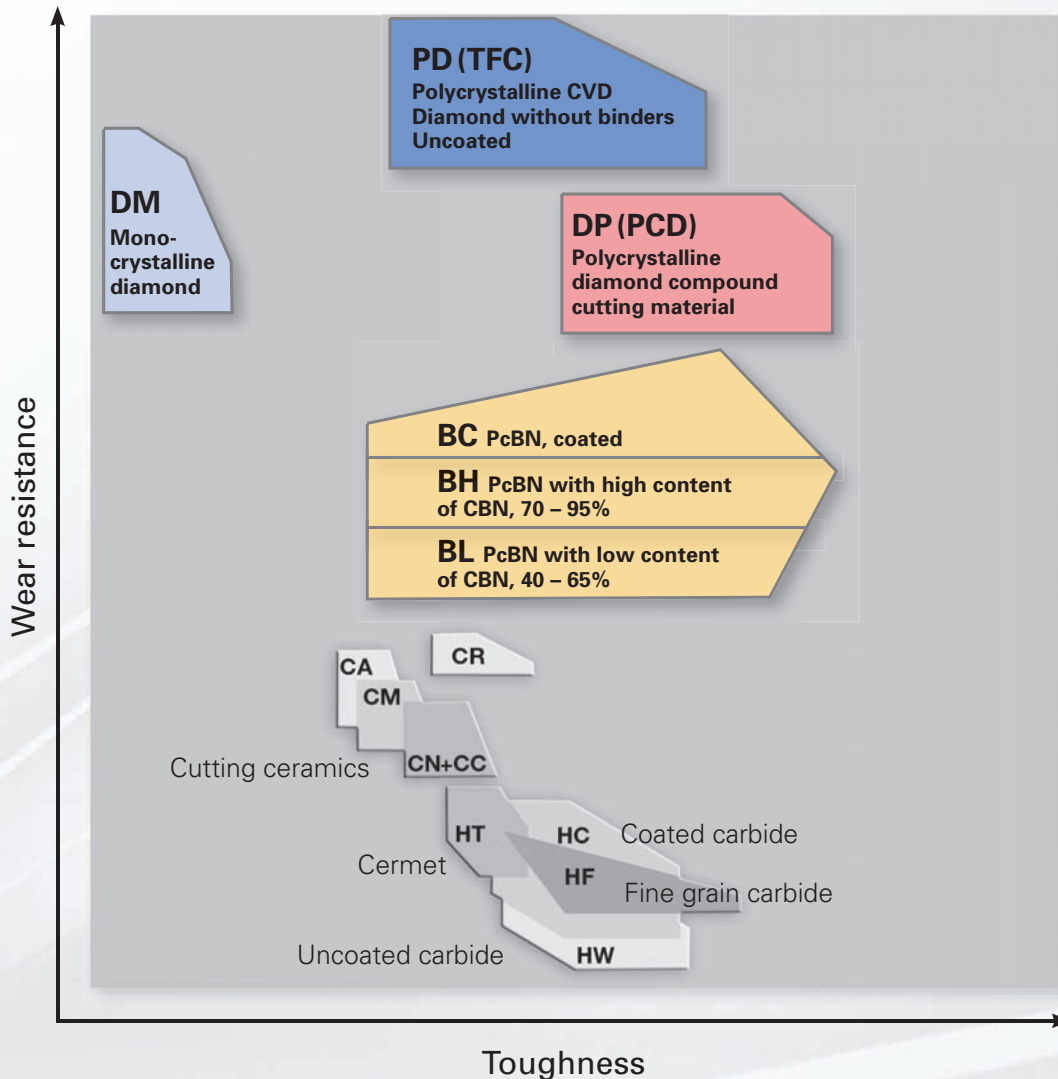 PD (TFC)
Polycrystalline CVD
Diamond without binders
Uncoated
DM
Mono-
crystalline
diamond
DP (PCD)
Polycrystalline
diamond compound
cutting material
Wear resistance
BC PcBN, coated
BH PcBN with high content
of CBN, 70 – 95%
BL PcBN with low content
of CBN, 40 – 65%
CR
CA
CM
CN+CC
Cutting ceramics
HT
HC
Coated carbide
Cermet
HF
Fine grain carbide
Uncoated carbide
HW
Toughness